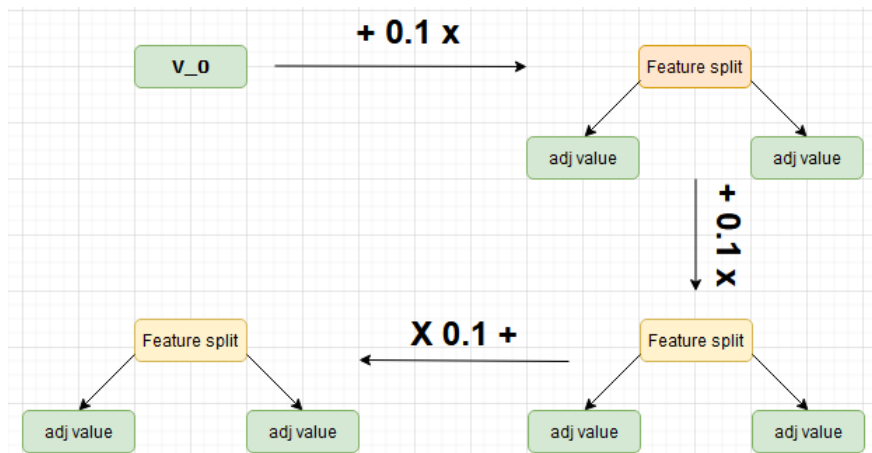 V_0
+ 0.1 x
Feature split
adj value
adj value
+ 0.1 x
Feature split
adj value
adj value
X 0.1 +
Feature split
adj value
adj value